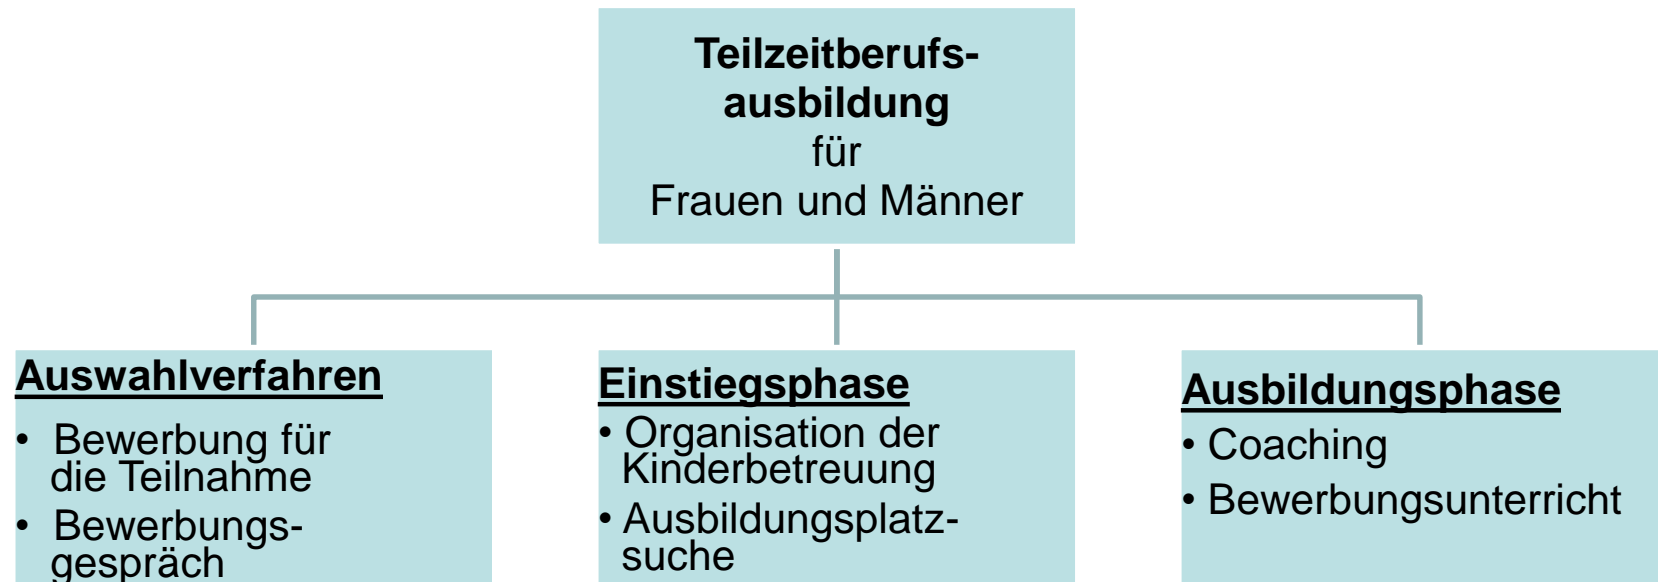 Teilzeitberufs-
ausbildung
für
Frauen und Männer
Auswahlverfahren
• Bewerbung für
die Teilnahme
• Bewerbungs-
gespräch
Einstiegsphase
• Organisation der
Kinderbetreuung
• Ausbildungsplatz-
suche
Ausbildungsphase
• Coaching
• Bewerbungsunterricht